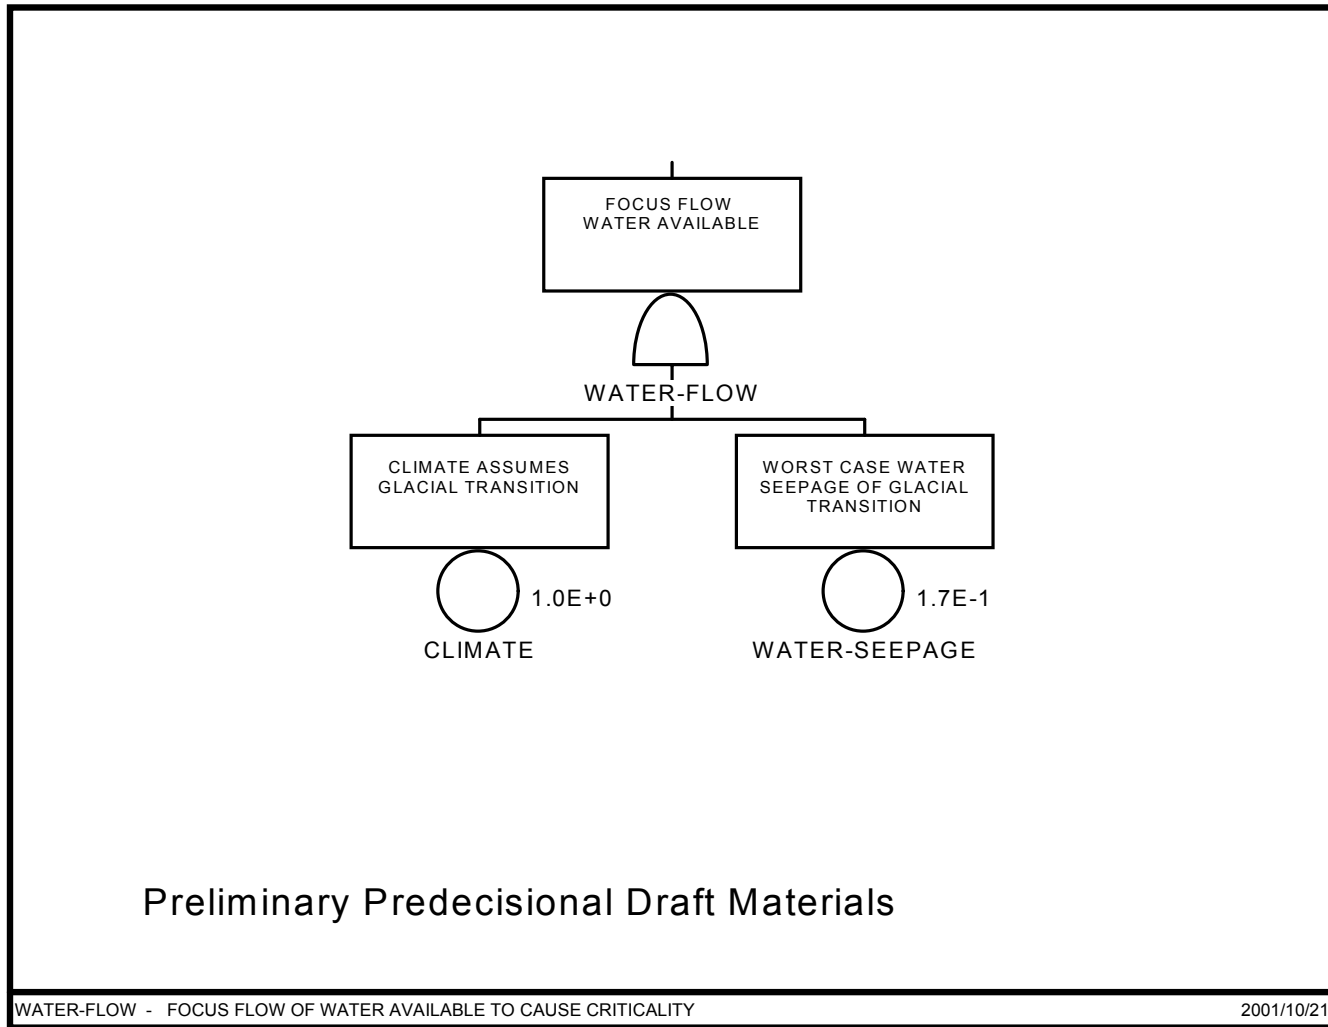 FOCUS FLOW
WATER AVAILABLE
WATER-FLOW
CLIMATE ASSUMES
GLACIAL TRANSITION
WORST CASE WATER
SEEPAGE OF GLACIAL
TRANSITION
1.0E+0
CLIMATE
1.7E-1
WATER-SEEPAGE
Preliminary Predecisional Draft Materials
WATER-FLOW - FOCUS FLOW OF WATER AVAILABLE TO CAUSE CRITICALITY
2001/10/21